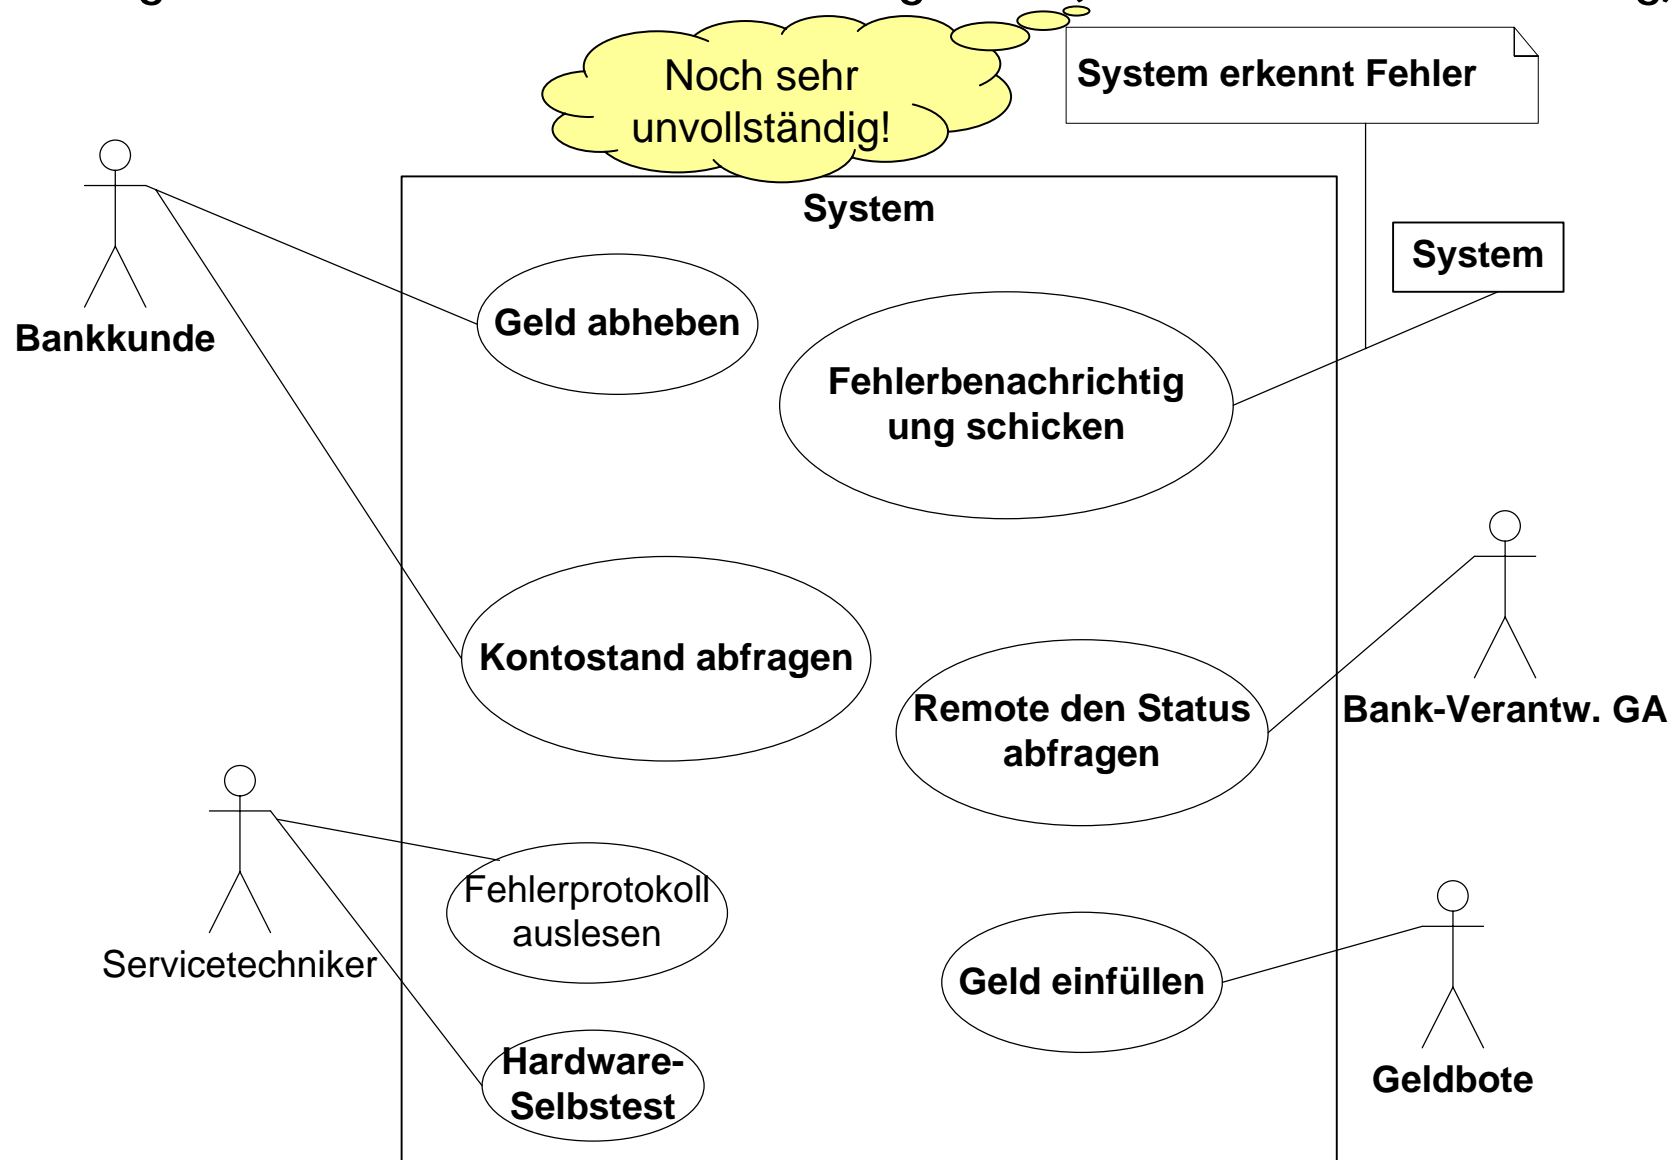 Noch sehr
unvollständig!
System erkennt Fehler
System
System
Geld abheben
Bankkunde
Fehlerbenachrichtig
ung schicken
Kontostand abfragen
Remote den Status
abfragen
Bank-Verantw. GA
Fehlerprotokoll
auslesen
Servicetechniker
Geld einfüllen
Hardware-
Selbstest
Geldbote